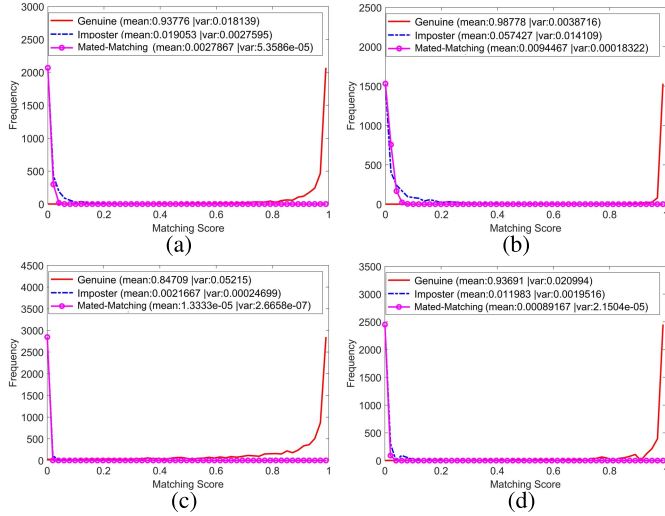 Genuine (mean:0.93776 |var:0.018139)
Imposter (mean:0.019053 |var:0.0027595)
Mated-Matching (mean:0.0027867 |var:5.3586e-05)
3000
2500
2000
1500
1000
500
0
Frequency
0 0.2 0.4 0.6 0.8 1
Matching Score
(a)
Genuine (mean:0.98778 |var:0.0038716)
Imposter (mean:0.057427 |var:0.014109)
Mated-Matching (mean:0.0094467 |var:0.00018322)
2500
2000
1500
1000
500
0
Frequency
0 0.2 0.4 0.6 0.8 1
Matching Score
(b)
Genuine (mean:0.84709 |var:0.05215)
Imposter (mean:0.0021667 |var:0.00024699)
Mated-Matching (mean:1.3333e-05 |var:2.6658e-07)
4500
4000
3500
3000
2500
2000
1500
1000
500
0
Frequency
0 0.2 0.4 0.6 0.8 1
Matching Score
(c)
Genuine (mean:0.93691 |var:0.020994)
Imposter (mean:0.011983 |var:0.0019516)
Mated-Matching (mean:0.00089167 |var:2.1504e-05)
3500
3000
2500
2000
1500
1000
500
0
Frequency
0 0.2 0.4 0.6 0.8 1
Matching Score
(d)